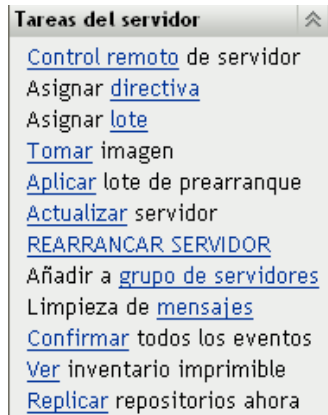 Tareas del servidor
Control remoto de servidor
Asignar directiva
Asignar lote
Tomar imagen
Aplicar lote de prearranque
Actualizar servidor
REARRANCAR SERVIDOR
Añadir a grupo de servidores
Limpieza de mensajes
Confirmar todos los eventos
Ver inventario imprimible
Replicar repositorios ahora